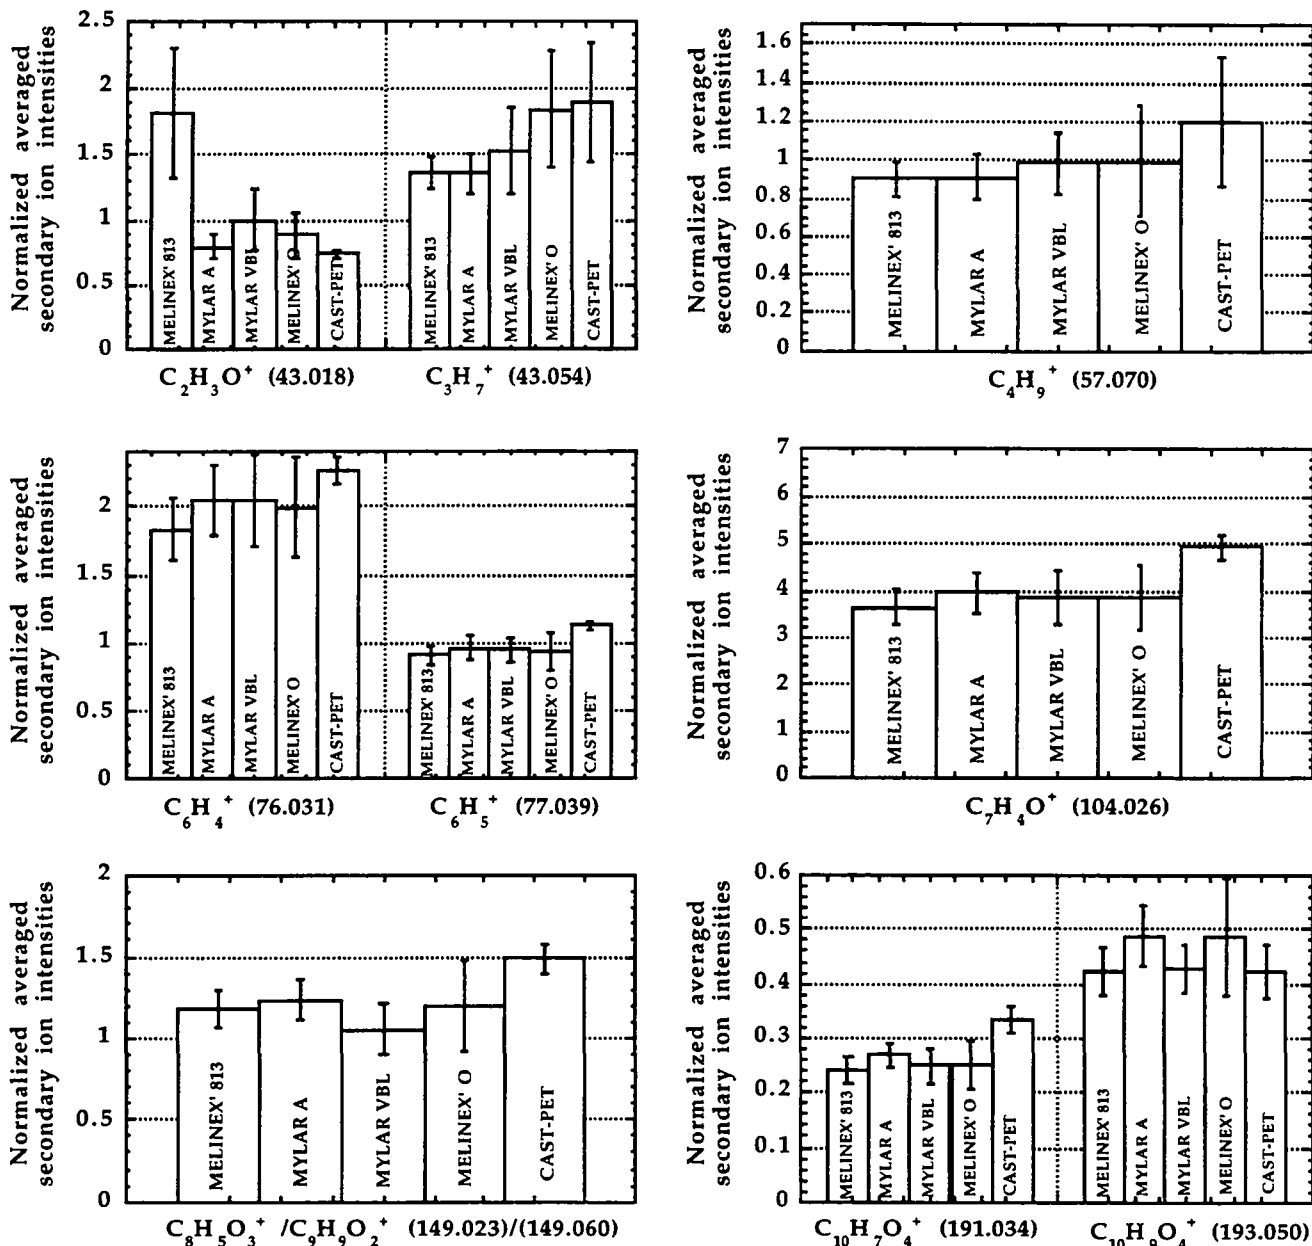 Normalized averaged
secondary ion intensities
2.5
2
1.5
1
0.5
0
MELINEX' 813
MYLAR A
MYLAR VBL
MELINEX' O
CAST-PET
MELINEX' 813
MYLAR A
MYLAR VBL
MELINEX' O
CAST-PET
C2H3O+ (43.018)
C3H7+ (43.054)
Normalized averaged
secondary ion intensities
1.6
1.4
1.2
1
0.8
0.6
0.4
0.2
0
MELINEX' 813
MYLAR A
MYLAR VBL
MELINEX' O
CAST-PET
C4H9+ (57.070)
Normalized averaged
secondary ion intensities
2
1.5
1
0.5
0
MELINEX' 813
MYLAR A
MYLAR VBL
MELINEX' O
CAST-PET
MELINEX' 813
MYLAR A
MYLAR VBL
MELINEX' O
CAST-PET
C6H4+ (76.031)
C6H5+ (77.039)
Normalized averaged
secondary ion intensities
7
6
5
4
3
2
1
0
MELINEX' 813
MYLAR A
MYLAR VBL
MELINEX' O
CAST-PET
C7H4O+ (104.026)
Normalized averaged
secondary ion intensities
2
1.5
1
0.5
0
MELINEX' 813
MYLAR A
MYLAR VBL
MELINEX' O
CAST-PET
C8H5O3+ /C9H9O2+ (149.023)/(149.060)
Normalized averaged
secondary ion intensities
0.6
0.5
0.4
0.3
0.2
0.1
0
MELINEX' 813
MYLAR A
MYLAR VBL
MELINEX' O
CAST-PET
MELINEX' 813
MYLAR A
MYLAR VBL
MELINEX' O
CAST-PET
C10H7O4+ (191.034)
C10H9O4+ (193.050)